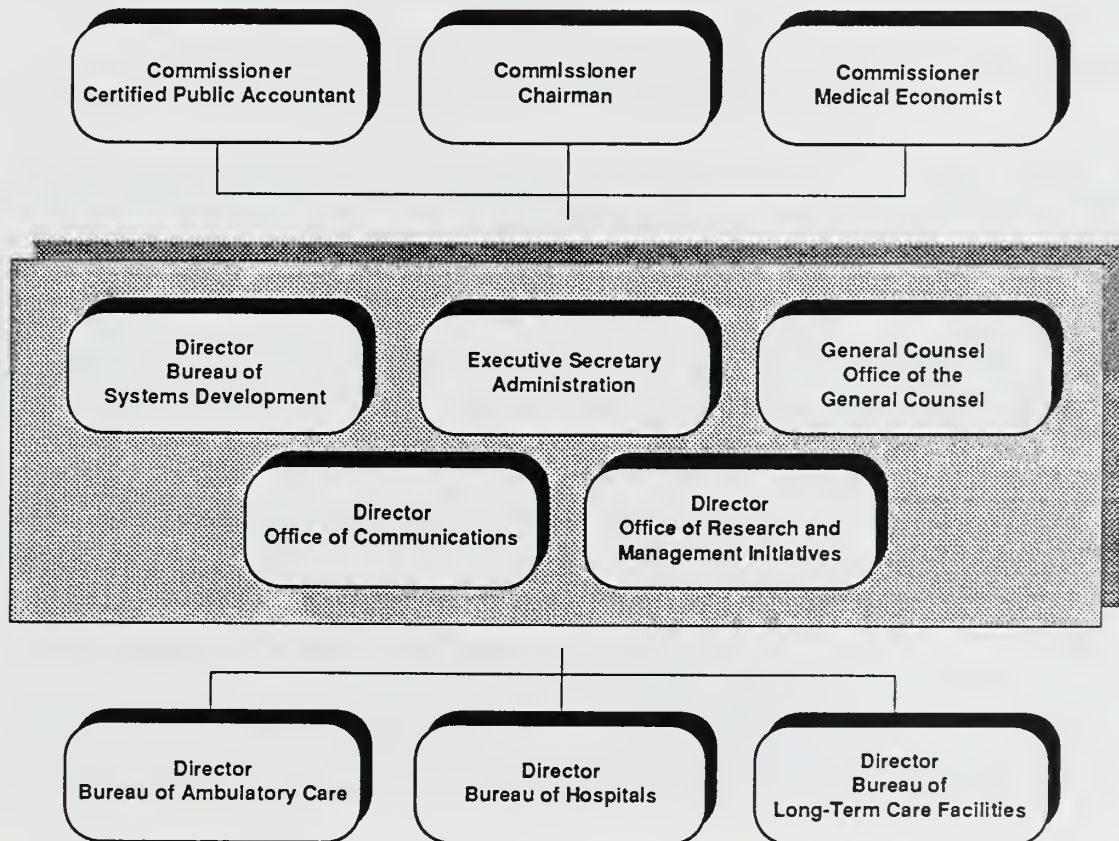 Commissioner
Certified Public Accountant
Commissioner
Chairman
Commissioner
Medical Economist
Director
Bureau of
Systems Development
Executive Secretary
Administration
General Counsel
Office of the
General Counsel
Director
Office of Communications
Director
Office of Research and
Management Initiatives
Director
Bureau of Ambulatory Care
Director
Bureau of Hospitals
Director
Bureau of
Long-Term Care Facilities